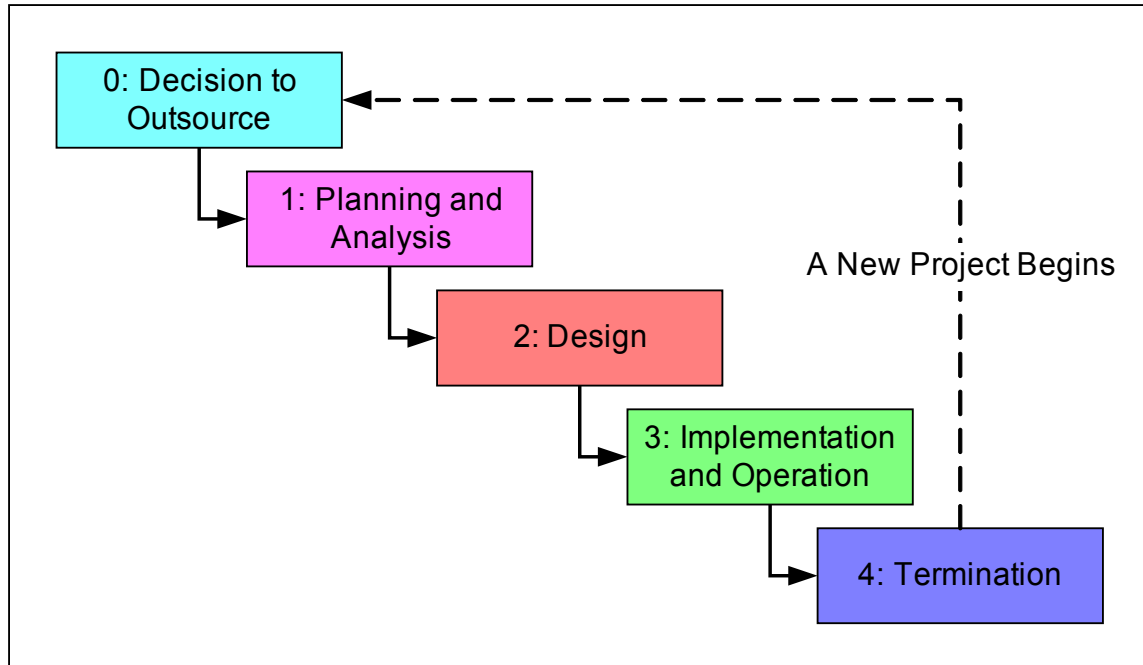 0: Decision to
Outsource
1: Planning and
Analysis
A New Project Begins
2: Design
3: Implementation
and Operation
4: Termination